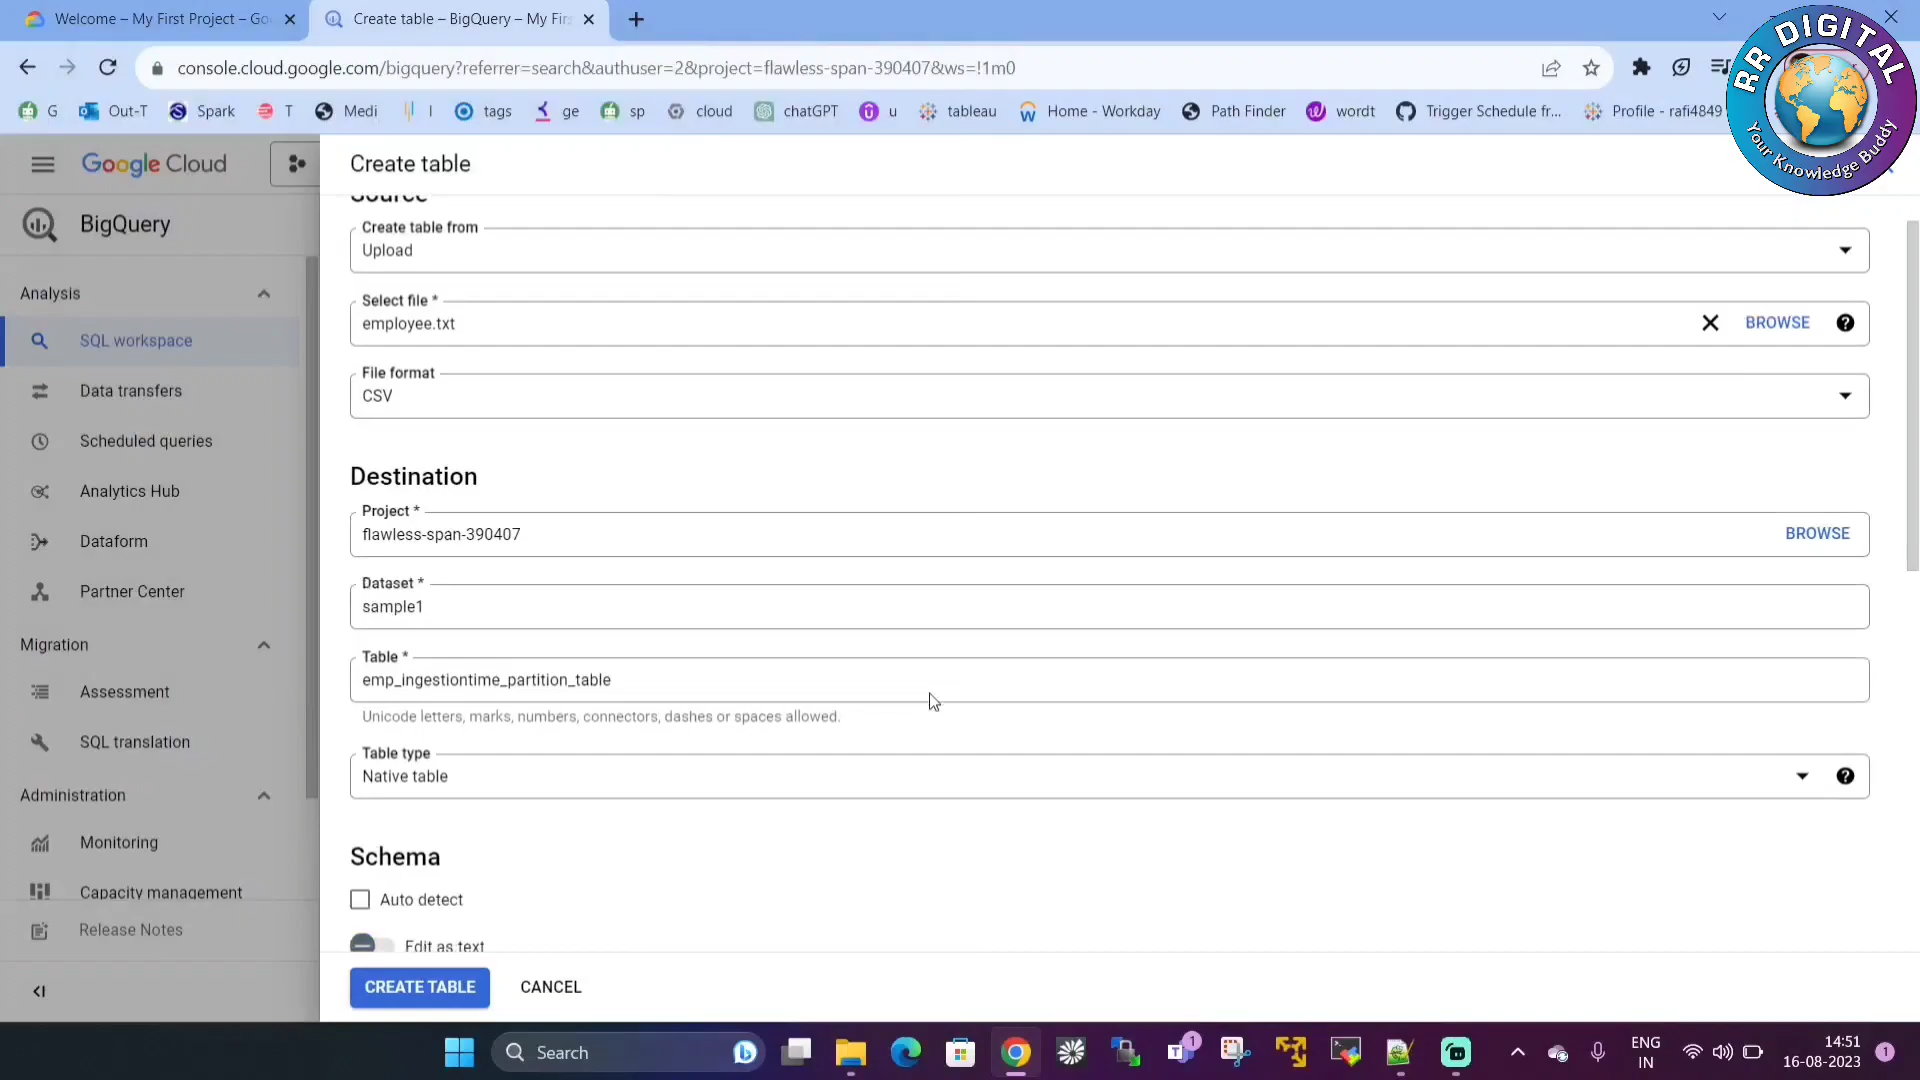 Welcome – My First Project – Go
Create table – BigQuery – My Fir
console.cloud.google.com/bigquery?referrer=search&authuser=2&project=flawless-span-390407&ws=!1m0
G
Out-T
Spark
T
Medi
I
tags
ge
sp
cloud
chatGPT
u
tableau
Home - Workday
Path Finder
wordt
Trigger Schedule fr...
Profile - rafi4849
RR DIGITAL
Your Knowledge Buddy
Google Cloud
BigQuery
Analysis
SQL workspace
Data transfers
Scheduled queries
Analytics Hub
Dataform
Partner Center
Migration
Assessment
SQL translation
Administration
Monitoring
Capacity management
Release Notes
Create table
Source
Create table from
Upload
Select file *
employee.txt
BROWSE
File format
CSV
Destination
Project *
flawless-span-390407
BROWSE
Dataset *
sample1
Table *
emp_ingestiontime_partition_table
Unicode letters, marks, numbers, connectors, dashes or spaces allowed.
Table type
Native table
Schema
Auto detect
Edit as text
CREATE TABLE
CANCEL
Search
1
ENG
IN
14:51
16-08-2023
1